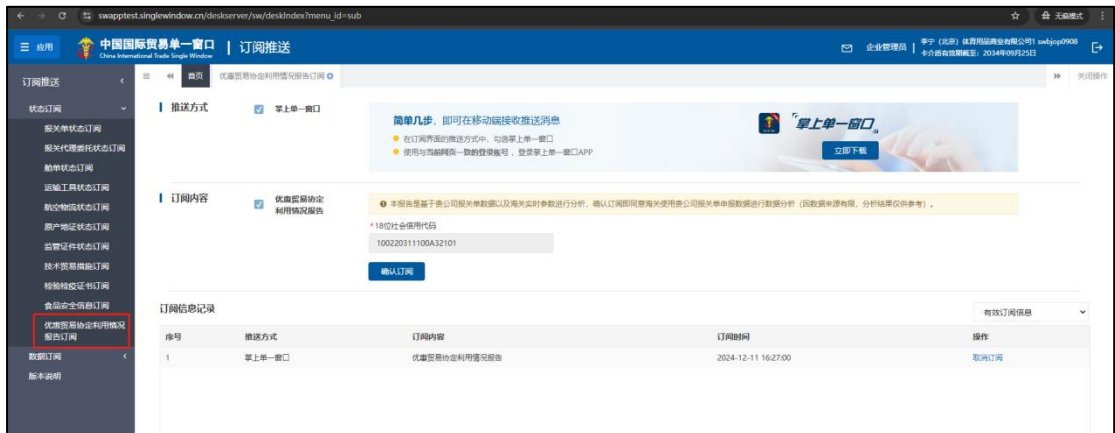 swapptest.singlewindow.cn/deskserver/sw/deskIndex?menu_id=sub
无痕模式
应用
中国国际贸易单一窗口 | 订阅推送
China International Trade Single Window
企业管理员
李宁（北京）体育用品商业有限公司1 swbjop0908
卡介质有效期截至：2034年09月25日
订阅推送
首页
优惠贸易协定利用情况报告订阅
关闭操作
状态订阅
报关单状态订阅
报关代理委托状态订阅
舱单状态订阅
运输工具状态订阅
航空物流状态订阅
原产地证状态订阅
监管证件状态订阅
技术贸易措施订阅
检验检疫证书订阅
食品安全信息订阅
优惠贸易协定利用情况
报告订阅
数据订阅
版本说明
推送方式
掌上单一窗口
简单几步，即可在移动端接收推送消息
在订阅界面的推送方式中，勾选掌上单一窗口
使用与当前网页一致的登录账号，登录掌上单一窗口APP
“掌上单一窗口”
立即下载
订阅内容
优惠贸易协定
利用情况报告
本报告是基于贵公司报关单数据以及海关实时参数进行分析，确认订阅即同意海关使用贵公司报关单申报数据进行数据分析（因数据来源有限，分析结果仅供参考）。
*18位社会信用代码
100220311100A32101
确认订阅
订阅信息记录
有效订阅信息
序号 推送方式 订阅内容 订阅时间 操作
1 掌上单一窗口 优惠贸易协定利用情况报告 2024-12-11 16:27:00 取消订阅